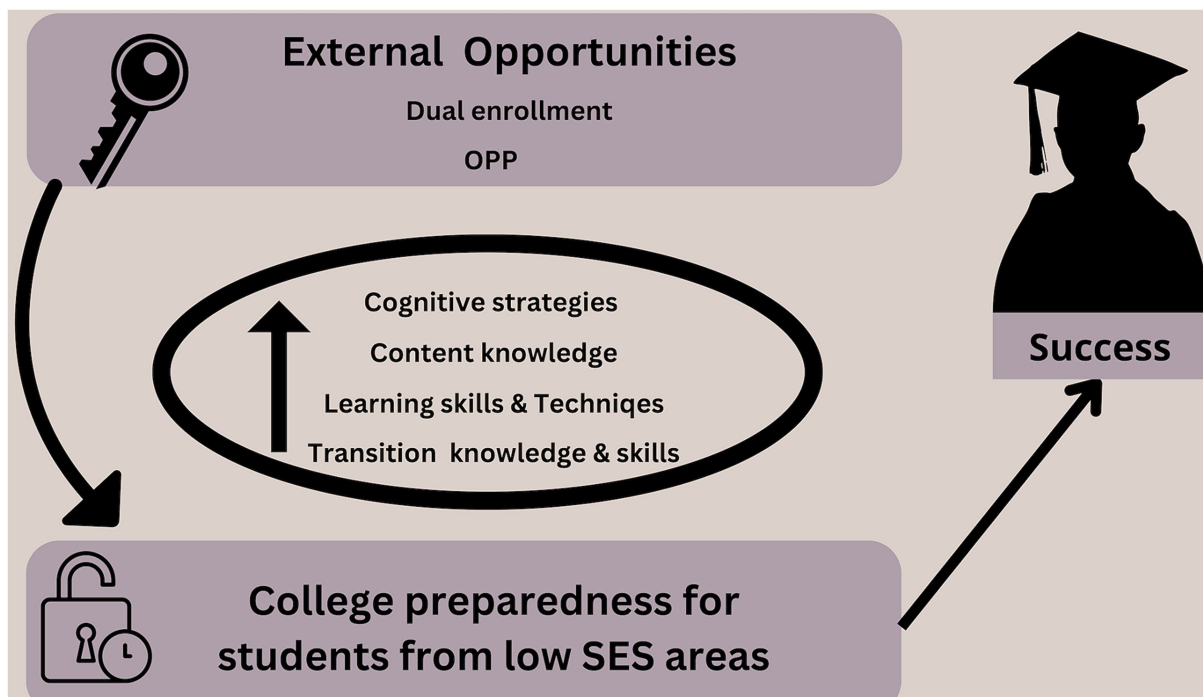 External Opportunities
Dual enrollment
OPP
Cognitive strategies
Content knowledge
Learning skills & Techniqes
Transition knowledge & skills
College preparedness for
students from low SES areas
Success